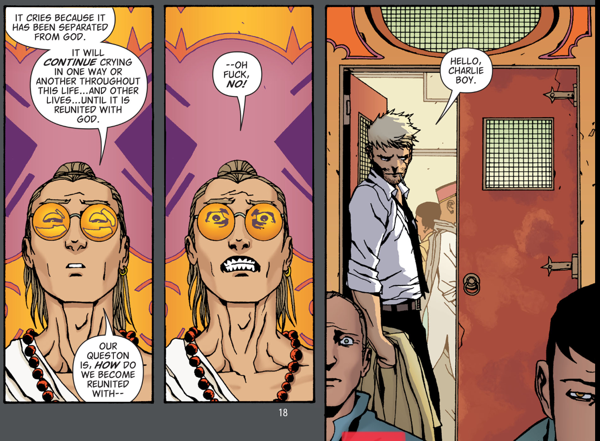 IT CRIES BECAUSE IT
HAS BEEN SEPARATED
FROM GOD.
IT WILL
CONTINUE CRYING
IN ONE WAY OR
ANOTHER THROUGHOUT
THIS LIFE...AND OTHER
LIVES...UNTIL IT IS
REUNITED WITH
GOD.
OUR
QUESTON
IS, HOW DO
WE BECOME
REUNITED
WITH--
--OH
FUCK,
NO!
HELLO,
CHARLIE
BOY.
18